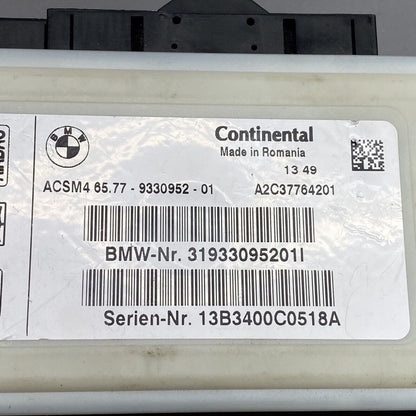 BMW
Continental
Made in Romania
13 49
ACSM4 65.77 - 9330952 - 01 A2C37764201
BMW-Nr. 31933095201I
Serien-Nr. 13B3400C0518A
AIRBAG